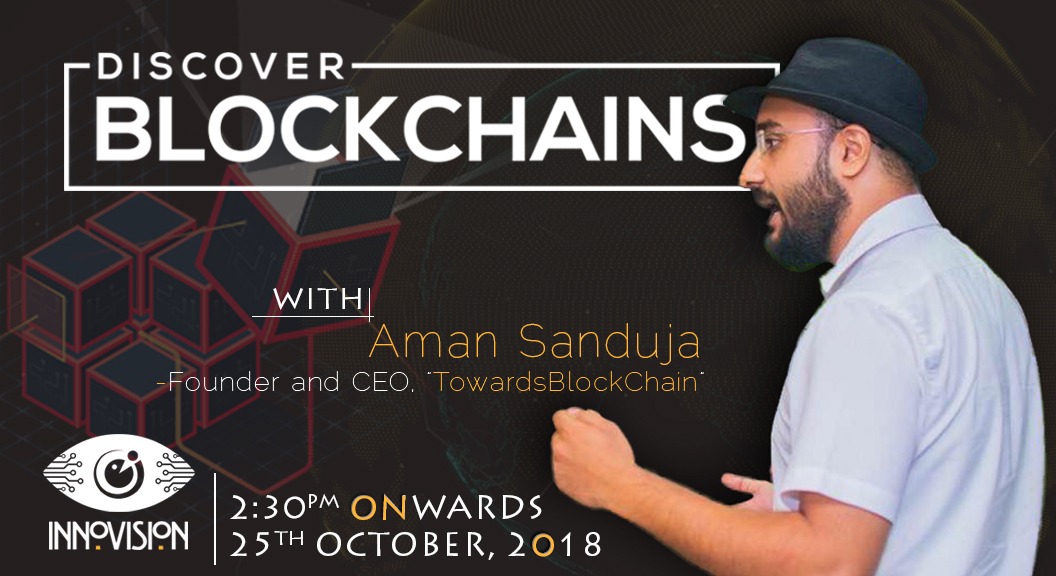 DISCOVER
BLOCKCHAINS
WITH
Aman Sanduja
-Founder and CEO, "TowardsBlockChain"
INNOVISION
2:30PM ONWARDS
25TH OCTOBER, 2018